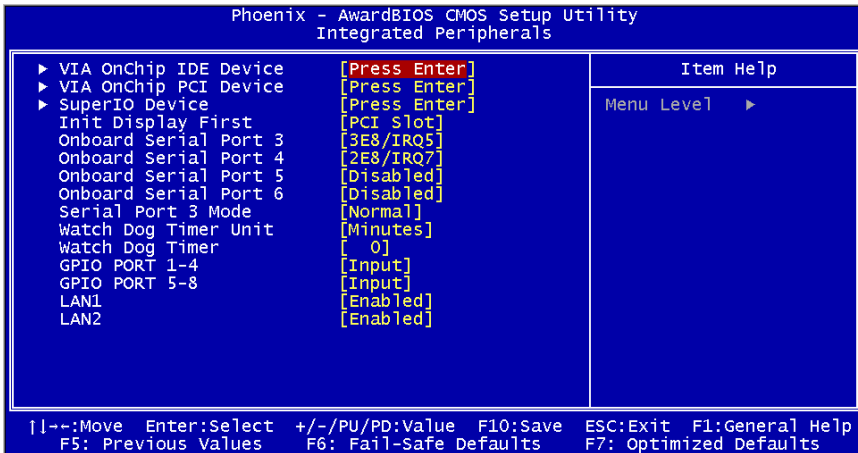 Phoenix - AwardBIOS CMOS Setup Utility
Integrated Peripherals
▶ VIA OnChip IDE Device [Press Enter]
▶ VIA OnChip PCI Device [Press Enter]
▶ SuperIO Device [Press Enter]
Init Display First [PCI Slot]
Onboard Serial Port 3 [3E8/IRQ5]
Onboard Serial Port 4 [2E8/IRQ7]
Onboard Serial Port 5 [Disabled]
Onboard Serial Port 6 [Disabled]
Serial Port 3 Mode [Normal]
Watch Dog Timer Unit [Minutes]
Watch Dog Timer [ 0]
GPIO PORT 1-4 [Input]
GPIO PORT 5-8 [Input]
LAN1 [Enabled]
LAN2 [Enabled]
Item Help
Menu Level ▶
↑↓→←:Move Enter:Select +/-/PU/PD:Value F10:Save ESC:Exit F1:General Help
F5: Previous Values F6: Fail-Safe Defaults F7: Optimized Defaults